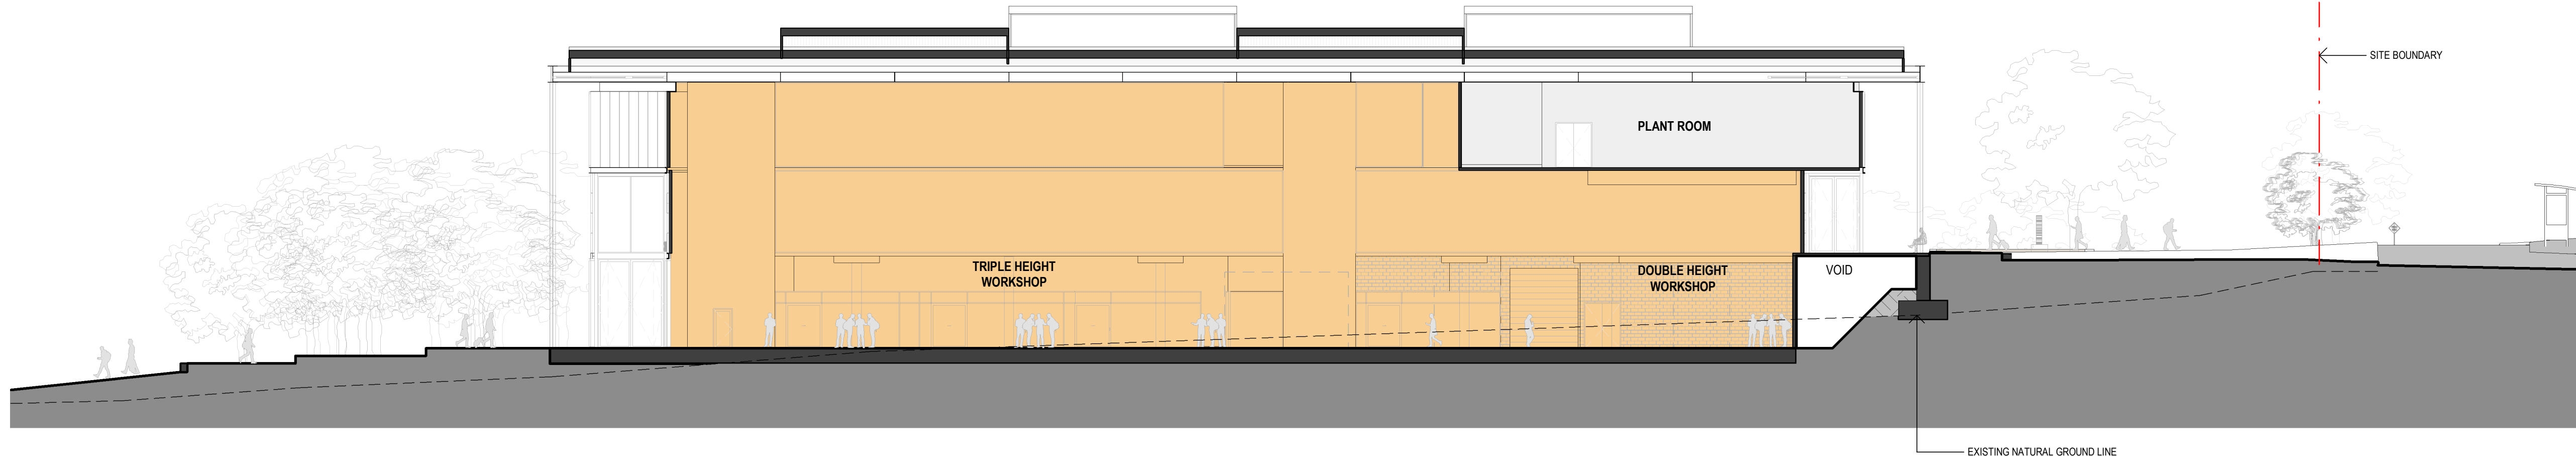 SITE BOUNDARY
PLANT ROOM
TRIPLE HEIGHT
WORKSHOP
DOUBLE HEIGHT
WORKSHOP
VOID
EXISTING NATURAL GROUND LINE